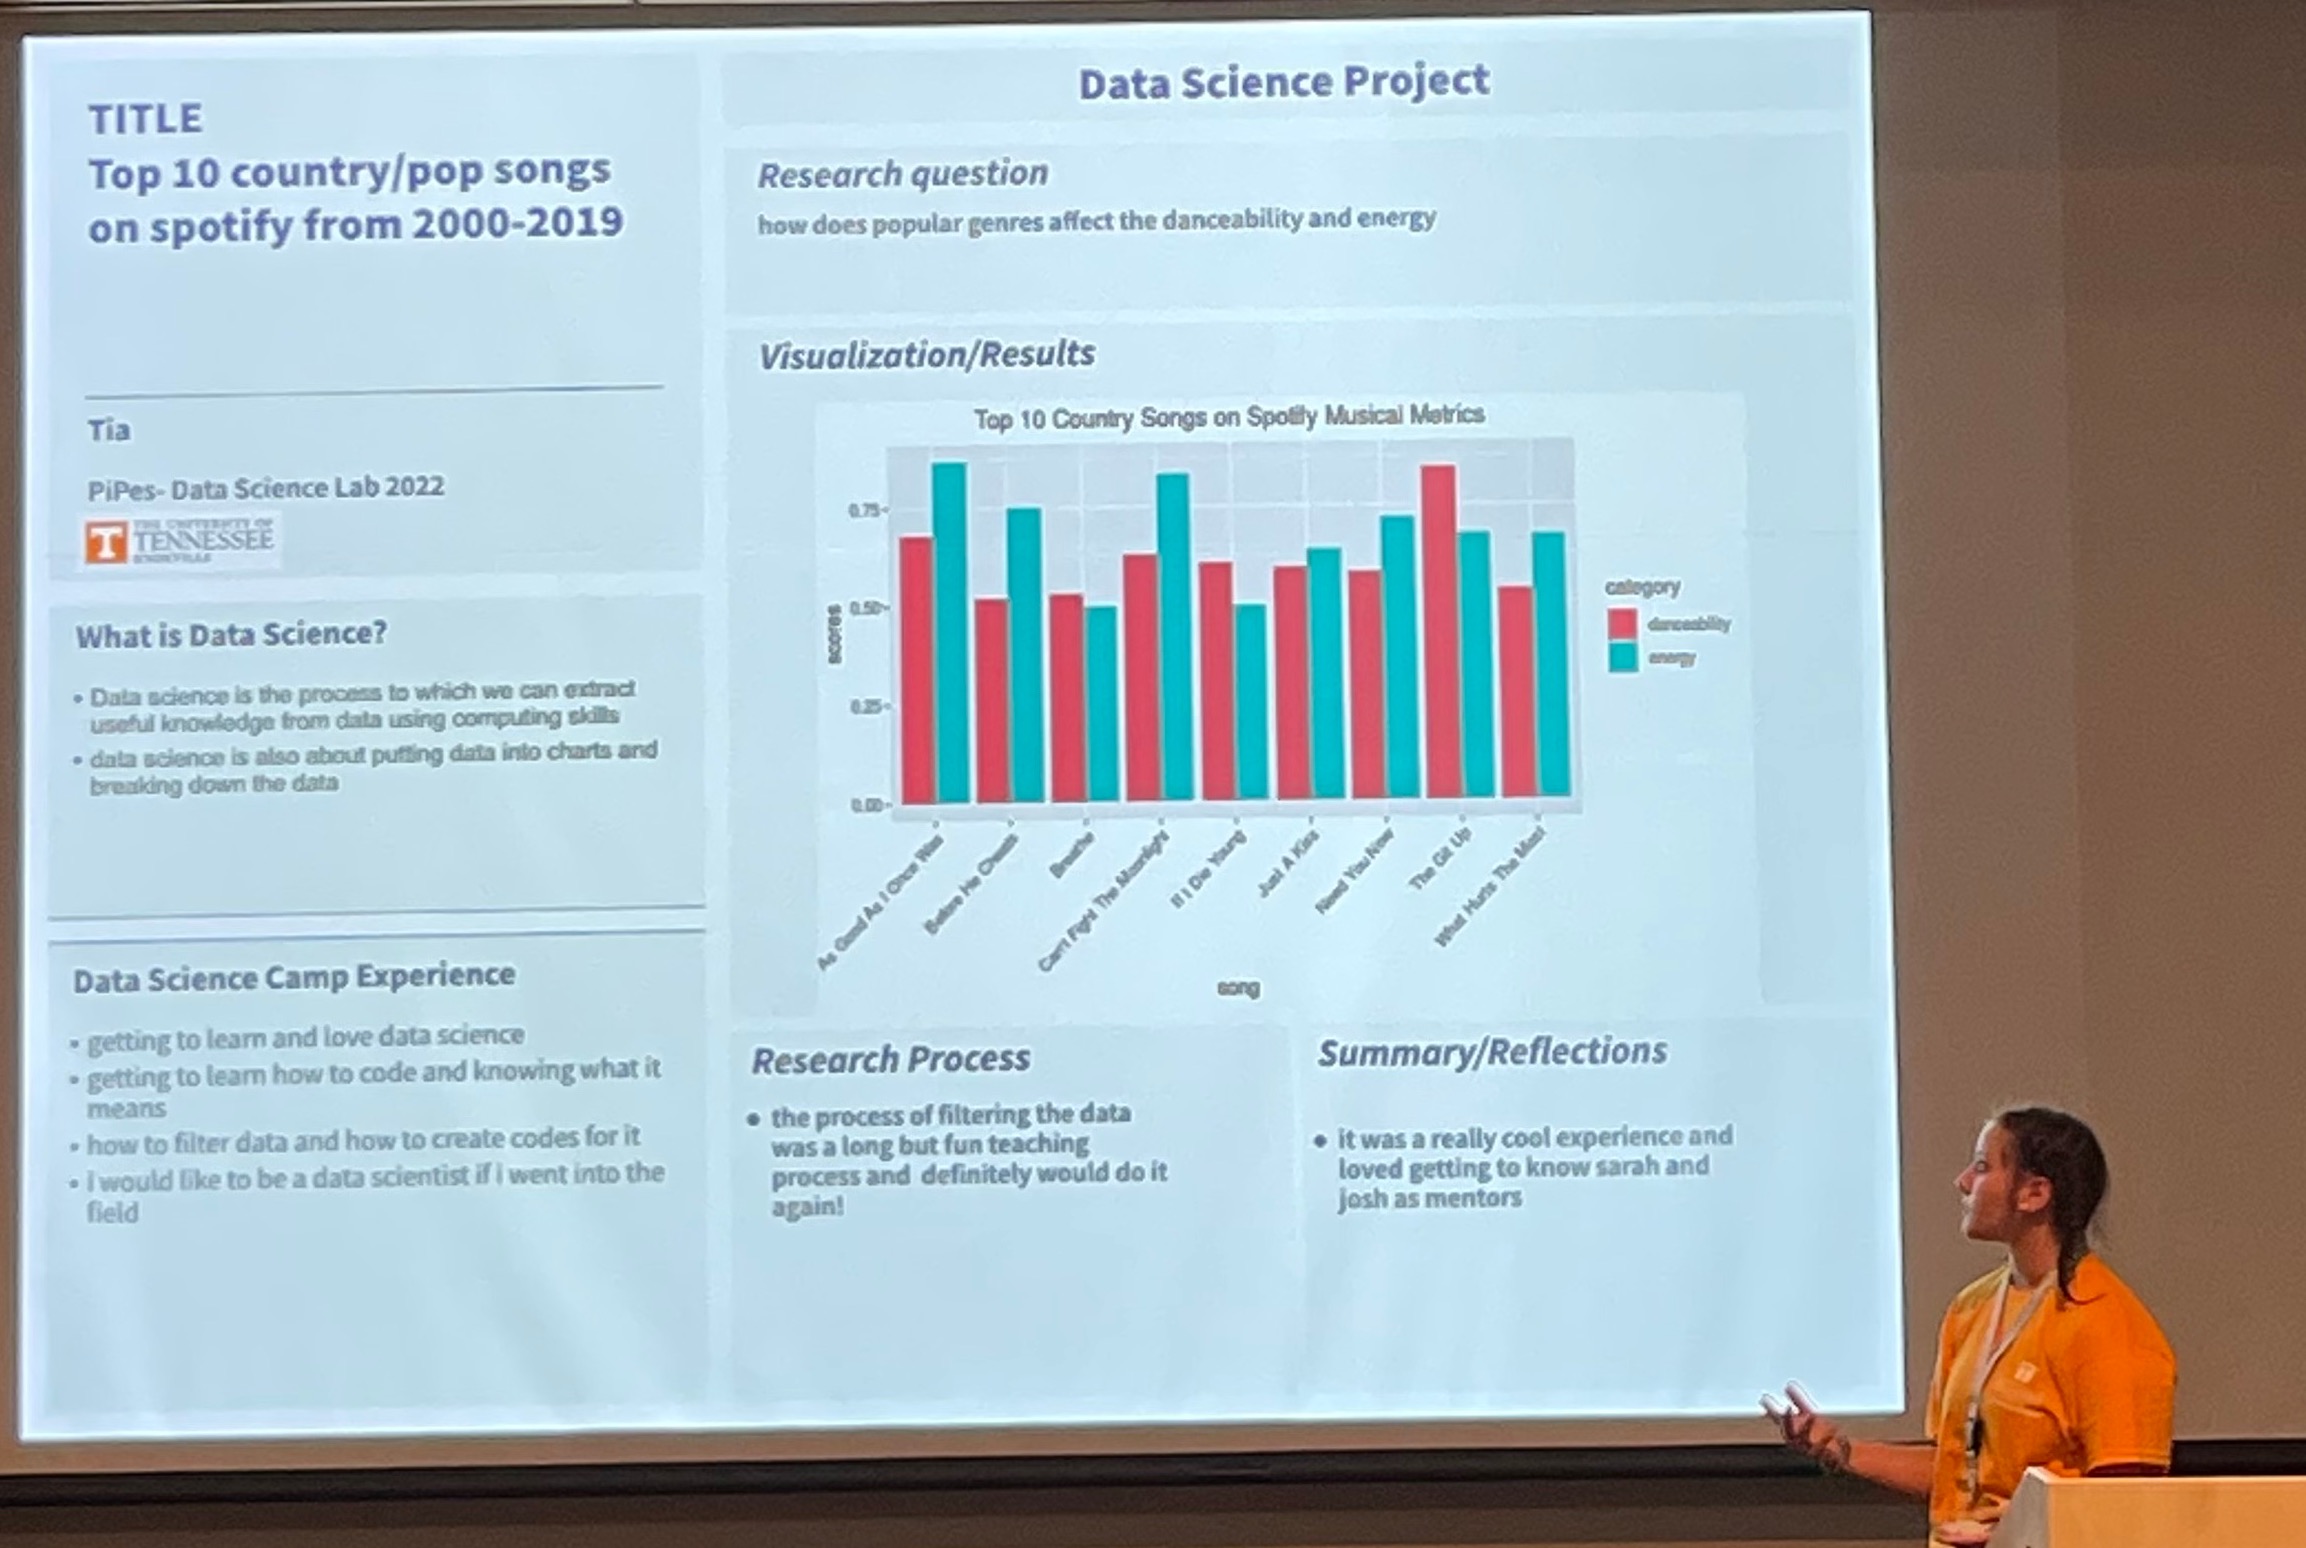 TITLE
Top 10 country/pop songs
on spotify from 2000-2019
Tia
PiPes- Data Science Lab 2022
THE UNIVERSITY OF
TENNESSEE
KNOXVILLE
What is Data Science?
• Data science is the process to which we can extract
useful knowledge from data using computing skills
• data science is also about putting data into charts and
breaking down the data
Data Science Camp Experience
• getting to learn and love data science
• getting to learn how to code and knowing what it
means
• how to filter data and how to create codes for it
• i would like to be a data scientist if i went into the
field
Data Science Project
Research question
how does popular genres affect the danceability and energy
Visualization/Results
Top 10 Country Songs on Spotify Musical Metrics
scores
0.75
0.50
0.25
0.00
As Good As I Once Was
Before He Cheats
Breathe
Can't Fight The Moonlight
If I Die Young
Just A Kiss
Need You Now
The Git Up
What Hurts The Most
song
category
danceability
energy
Research Process
• the process of filtering the data
was a long but fun teaching
process and definitely would do it
again!
Summary/Reflections
• it was a really cool experience and
loved getting to know sarah and
josh as mentors
T